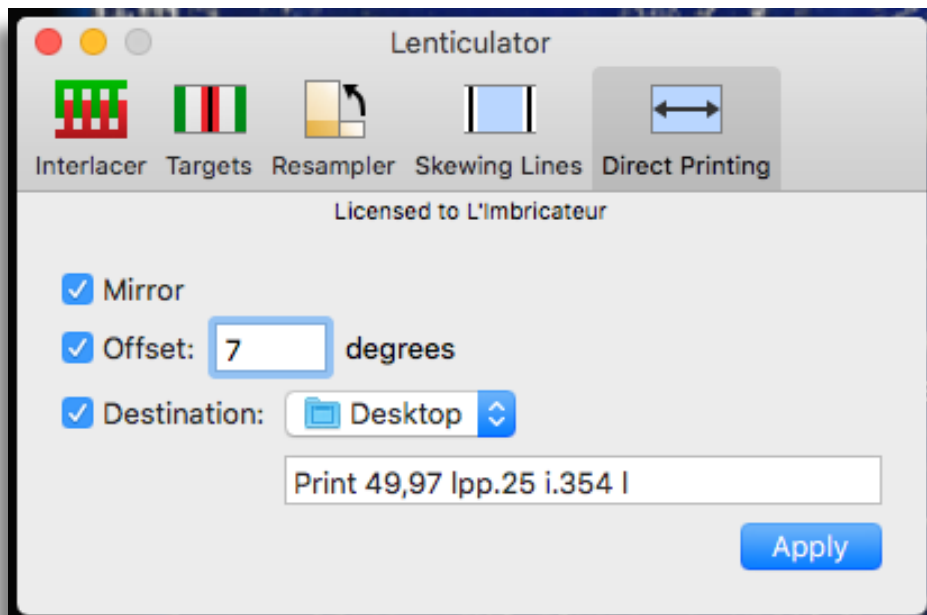 Lenticulator
Interlacer Targets Resampler Skewing Lines Direct Printing
Licensed to L'Imbricateur
Mirror
Offset: 7 degrees
Destination: Desktop
Print 49,97 lpp.25 i.354 l
Apply